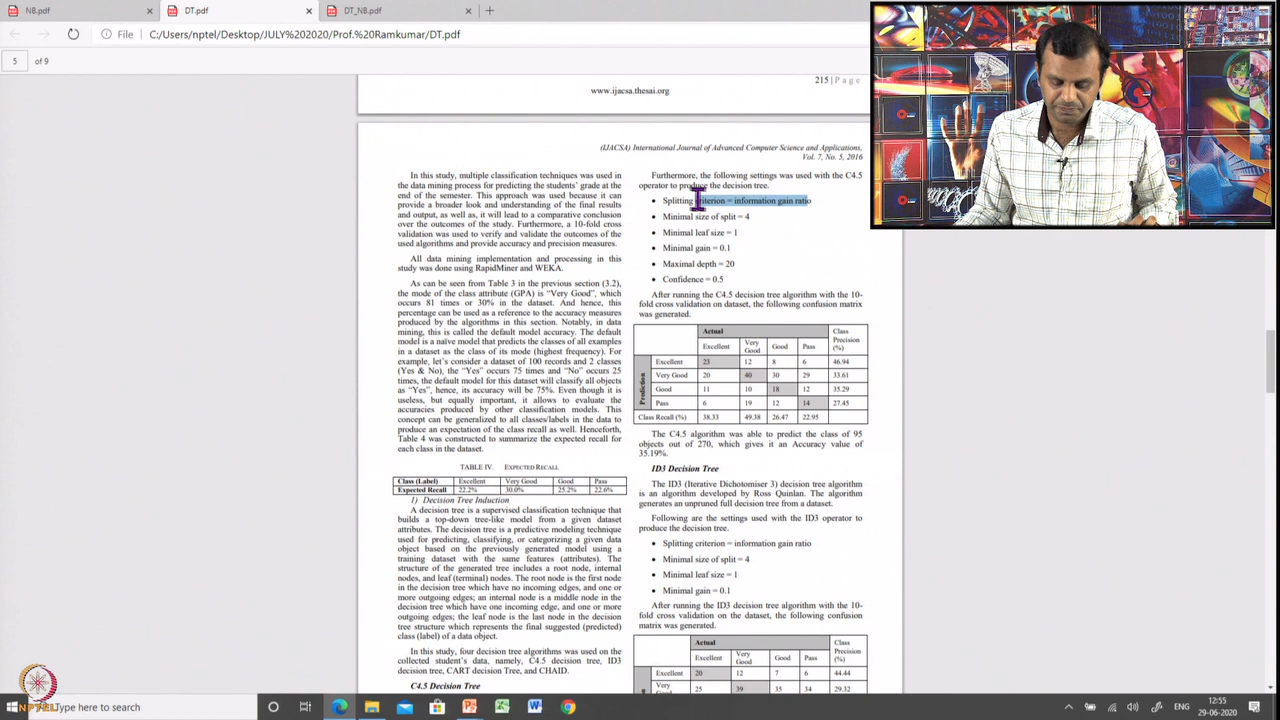 NB.pdf
DT.pdf
DT_NB.pdf
File
C:/Users/nptel/Desktop/JULY%202020/Prof.%20Ramkumar/DT.pdf
5
of 9
215 | Page
www.ijacsa.thesai.org
(IJACSA) International Journal of Advanced Computer Science and Applications,
Vol. 7, No. 5, 2016
In this study, multiple classification techniques was used in
the data mining process for predicting the students' grade at the
end of the semester. This approach was used because it can
provide a broader look and understanding of the final results
and output, as well as, it will lead to a comparative conclusion
over the outcomes of the study. Furthermore, a 10-fold cross
validation was used to verify and validate the outcomes of the
used algorithms and provide accuracy and precision measures.
All data mining implementation and processing in this
study was done using RapidMiner and WEKA.
As can be seen from Table 3 in the previous section (3.2),
the mode of the class attribute (GPA) is "Very Good", which
occurs 81 times or 30% in the dataset. And hence, this
percentage can be used as a reference to the accuracy measures
produced by the algorithms in this section. Notably, in data
mining, this is called the default model accuracy. The default
model is a naïve model that predicts the classes of all examples
in a dataset as the class of its mode (highest frequency). For
example, let's consider a dataset of 100 records and 2 classes
(Yes & No), the "Yes" occurs 75 times and "No" occurs 25
times, the default model for this dataset will classify all objects
as "Yes", hence, its accuracy will be 75%. Even though it is
useless, but equally important, it allows to evaluate the
accuracies produced by other classification models. This
concept can be generalized to all classes/labels in the data to
produce an expectation of the class recall as well. Henceforth,
Table 4 was constructed to summarize the expected recall for
each class in the dataset.
TABLE IV. EXPECTED RECALL
Class (Label) Excellent Very Good Good Pass
Expected Recall 22.2% 30.0% 25.2% 22.6%
1) Decision Tree Induction
A decision tree is a supervised classification technique that
builds a top-down tree-like model from a given dataset
attributes. The decision tree is a predictive modeling technique
used for predicting, classifying, or categorizing a given data
object based on the previously generated model using a
training dataset with the same features (attributes). The
structure of the generated tree includes a root node, internal
nodes, and leaf (terminal) nodes. The root node is the first node
in the decision tree which have no incoming edges, and one or
more outgoing edges; an internal node is a middle node in the
decision tree which have one incoming edge, and one or more
outgoing edges; the leaf node is the last node in the decision
tree structure which represents the final suggested (predicted)
class (label) of a data object.
In this study, four decision tree algorithms was used on the
collected student's data, namely, C4.5 decision tree, ID3
decision tree, CART decision Tree, and CHAID.
C4.5 Decision Tree
Furthermore, the following settings was used with the C4.5
operator to produce the decision tree.
• Splitting criterion = information gain ratio
• Minimal size of split = 4
• Minimal leaf size = 1
• Minimal gain = 0.1
• Maximal depth = 20
• Confidence = 0.5
After running the C4.5 decision tree algorithm with the 10-
fold cross validation on dataset, the following confusion matrix
was generated.
Actual
Class Precision (%)
Excellent Very Good Good Pass
Prediction
Excellent 23 12 8 6 46.94
Very Good 20 40 30 29 33.61
Good 11 10 18 12 35.29
Pass 6 19 12 14 27.45
Class Recall (%) 38.33 49.38 26.47 22.95
The C4.5 algorithm was able to predict the class of 95
objects out of 270, which gives it an Accuracy value of
35.19%.
ID3 Decision Tree
The ID3 (Iterative Dichotomiser 3) decision tree algorithm
is an algorithm developed by Ross Quinlan. The algorithm
generates an unpruned full decision tree from a dataset.
Following are the settings used with the ID3 operator to
produce the decision tree.
• Splitting criterion = information gain ratio
• Minimal size of split = 4
• Minimal leaf size = 1
• Minimal gain = 0.1
After running the ID3 decision tree algorithm with the 10-
fold cross validation on the dataset, the following confusion
matrix was generated.
Actual
Class Precision (%)
Excellent Very Good Good Pass
Excellent 20 12 7 6 44.44
Very 25 39 35 34 29.32
Type here to search
12:55
29-06-2020